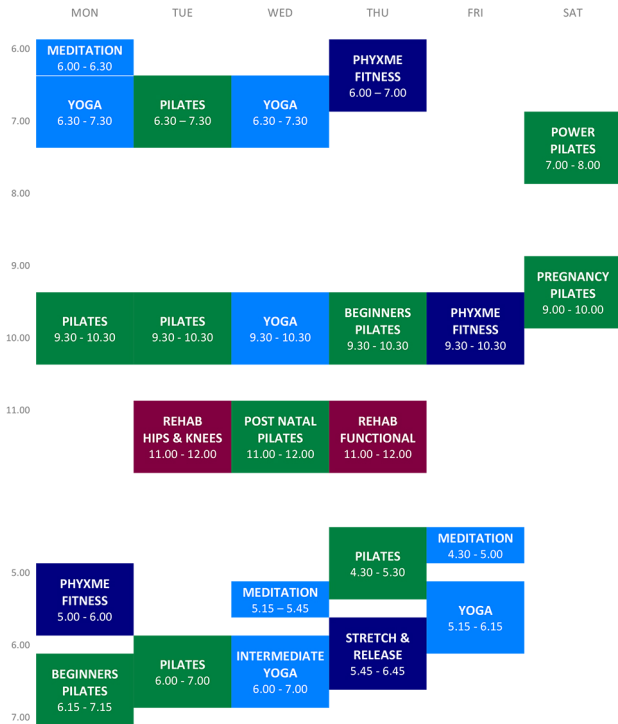 MON TUE WED THU FRI SAT
6.00
MEDITATION
6.00 - 6.30
YOGA
6.30 - 7.30
PILATES
6.30 – 7.30
YOGA
6.30 - 7.30
PHYXME
FITNESS
6.00 – 7.00
7.00
POWER
PILATES
7.00 - 8.00
8.00
9.00
PREGNANCY
PILATES
9.00 - 10.00
PILATES
9.30 - 10.30
PILATES
9.30 - 10.30
YOGA
9.30 - 10.30
BEGINNERS
PILATES
9.30 - 10.30
PHYXME
FITNESS
9.30 - 10.30
10.00
11.00
REHAB
HIPS & KNEES
11.00 - 12.00
POST NATAL
PILATES
11.00 - 12.00
REHAB
FUNCTIONAL
11.00 - 12.00
PILATES
4.30 - 5.30
MEDITATION
4.30 - 5.00
5.00
PHYXME
FITNESS
5.00 - 6.00
MEDITATION
5.15 – 5.45
YOGA
5.15 - 6.15
STRETCH &
RELEASE
5.45 - 6.45
6.00
BEGINNERS
PILATES
6.15 - 7.15
PILATES
6.00 - 7.00
INTERMEDIATE
YOGA
6.00 - 7.00
7.00